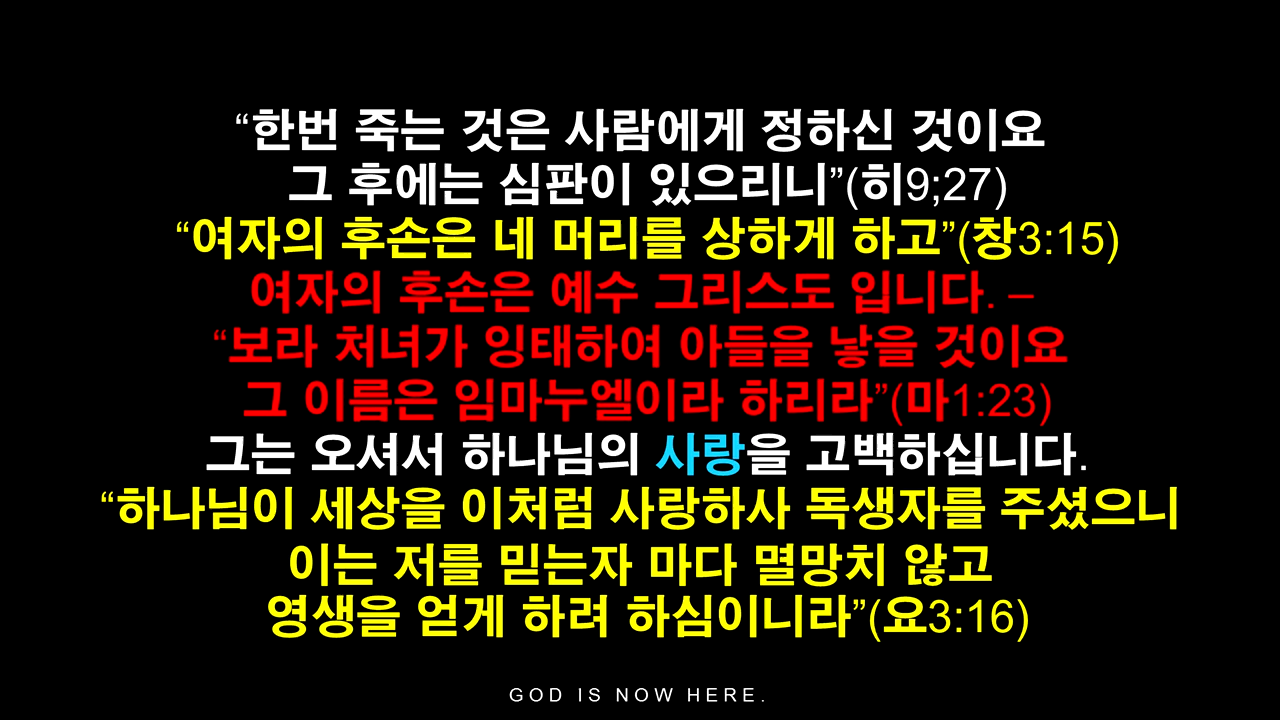 “한번 죽는 것은 사람에게 정하신 것이요
그 후에는 심판이 있으리니”(히9;27)
“여자의 후손은 네 머리를 상하게 하고”(창3:15)
여자의 후손은 예수 그리스도 입니다. –
“보라 처녀가 잉태하여 아들을 낳을 것이요
그 이름은 임마누엘이라 하리라”(마1:23)
그는 오셔서 하나님의 사랑을 고백하십니다.
“하나님이 세상을 이처럼 사랑하사 독생자를 주셨으니
이는 저를 믿는자 마다 멸망치 않고
영생을 얻게 하려 하심이니라”(요3:16)
GOD IS NOW HERE.